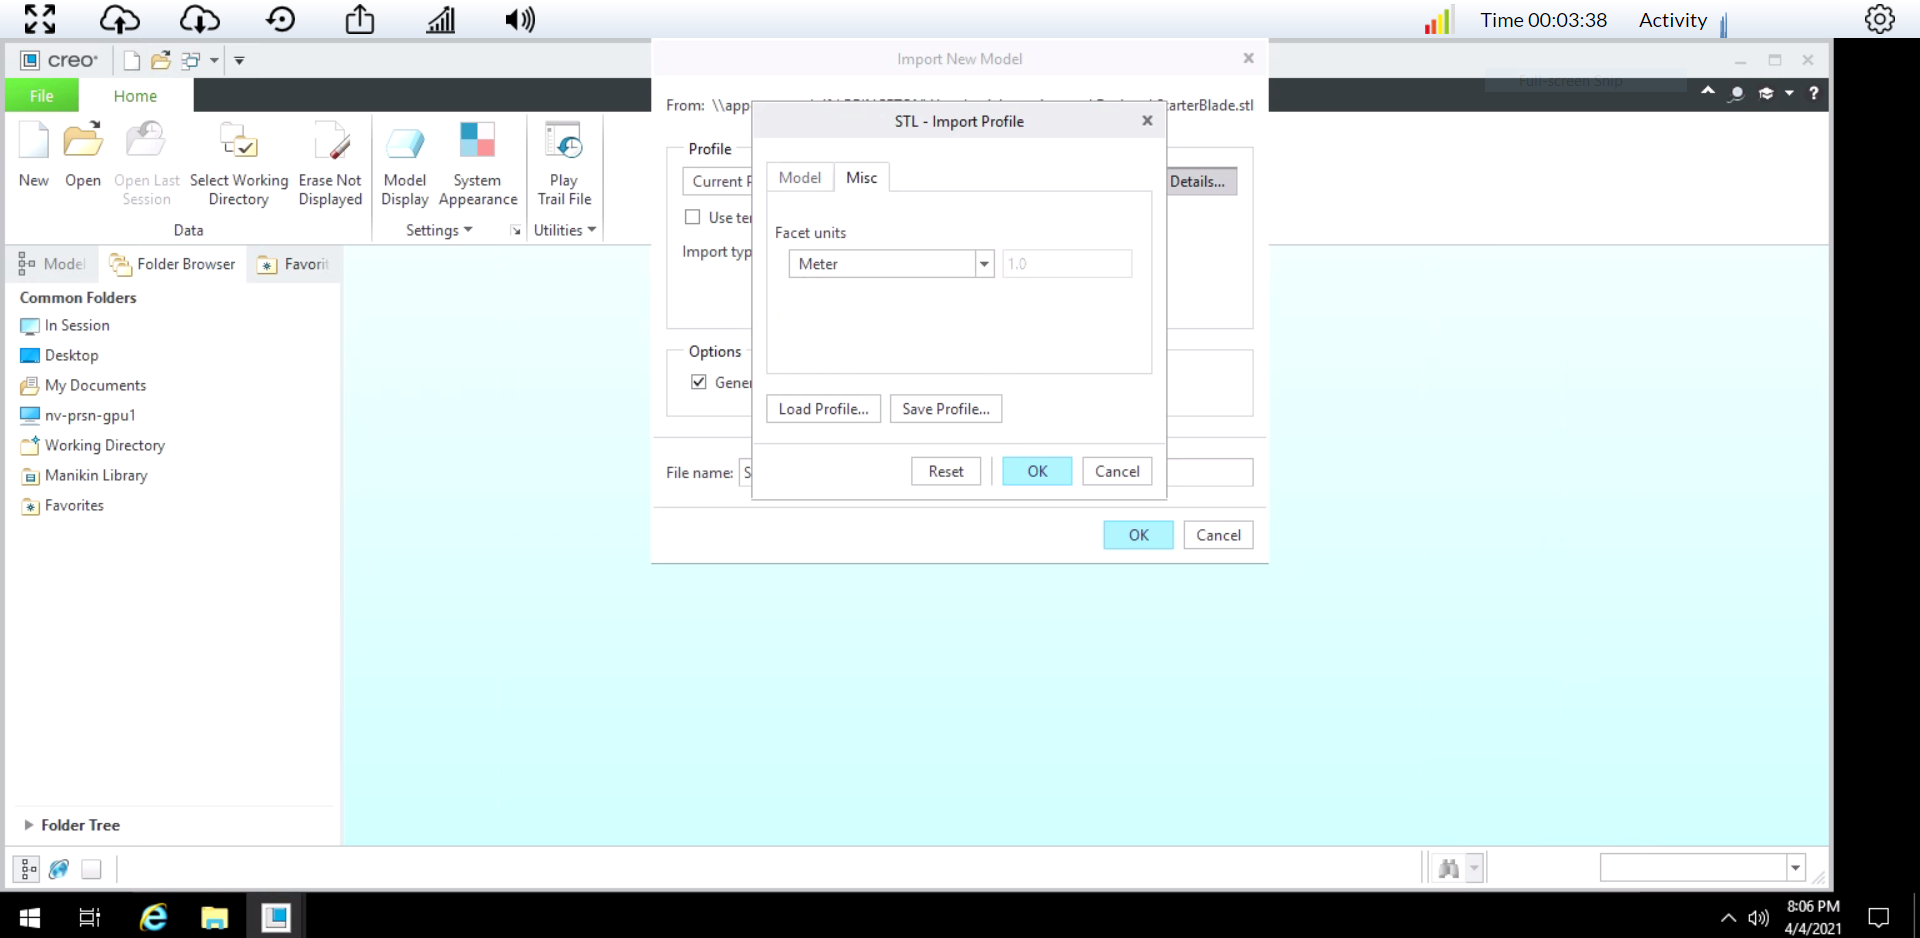 Time 00:03:38 Activity
creo
Import New Model
Full-screen Snip
File Home
From: \\app
arterBlade.stl
STL - Import Profile
Profile
Current P
Details...
Model Misc
New Open Open Last Session Select Working Directory Erase Not Displayed Model Display System Appearance Play Trail File
Use te
Facet units
Data Settings Utilities
Import typ
Meter 1.0
Model Folder Browser Favorit
Common Folders
In Session
Desktop
My Documents
nv-prsn-gpu1
Working Directory
Manikin Library
Favorites
Options
Gene
Load Profile... Save Profile...
File name: S
Reset OK Cancel
OK Cancel
Folder Tree
8:06 PM
4/4/2021